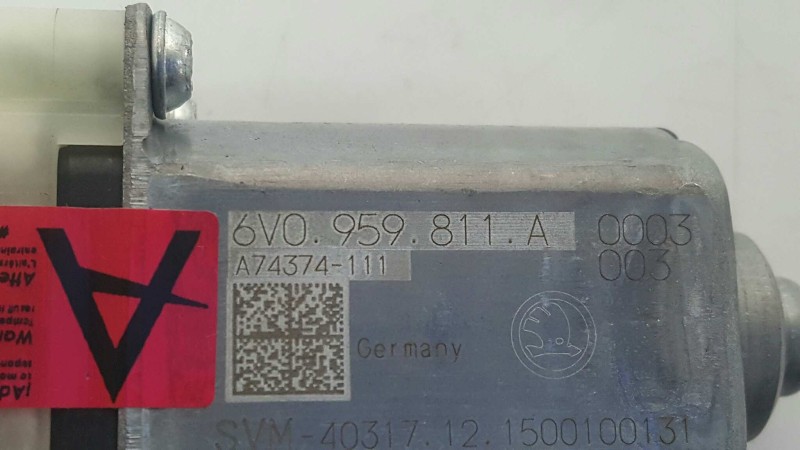 6V0.959.811.A 0003
A74374-111 003
Germany
SVM-40317.12.1500100131
A